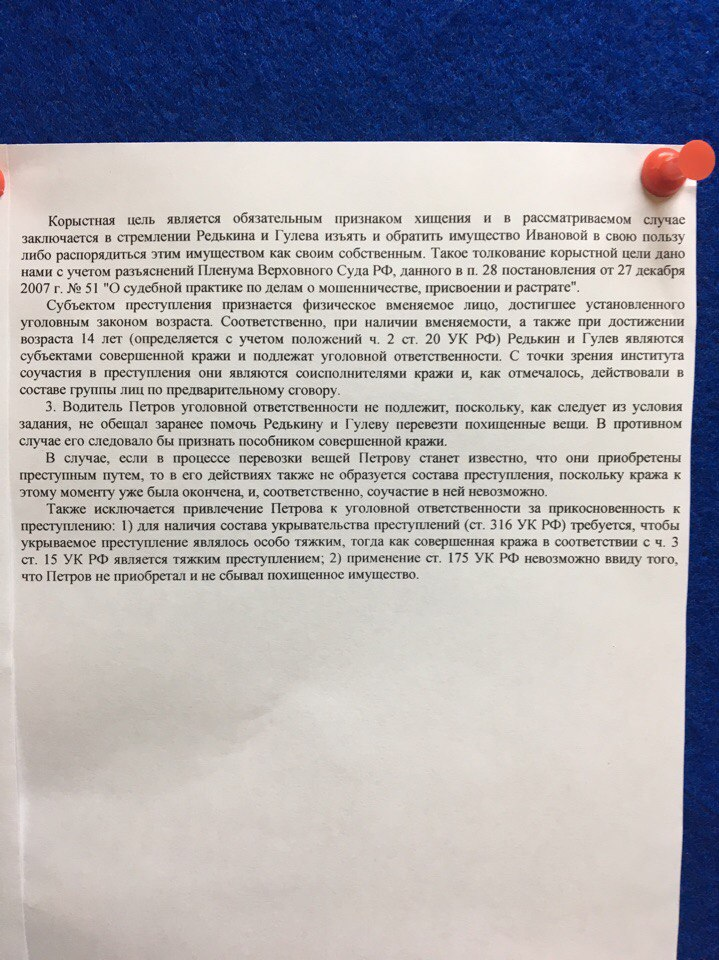 Корыстная цель является обязательным признаком хищения и в рассматриваемом случае
заключается в стремлении Редькина и Гулева изъять и обратить имущество Ивановой в свою пользу
либо распорядиться этим имуществом как своим собственным. Такое толкование корыстной цели дано
нами с учетом разъяснений Пленума Верховного Суда РФ, данного в п. 28 постановления от 27 декабря
2007 г. № 51 "О судебной практике по делам о мошенничестве, присвоении и растрате".
Субъектом преступления признается физическое вменяемое лицо, достигшее установленного
уголовным законом возраста. Соответственно, при наличии вменяемости, а также при достижении
возраста 14 лет (определяется с учетом положений ч. 2 ст. 20 УК РФ) Редькин и Гулев являются
субъектами совершенной кражи и подлежат уголовной ответственности. С точки зрения института
соучастия в преступления они являются соисполнителями кражи и, как отмечалось, действовали в
составе группы лиц по предварительному сговору.
3. Водитель Петров уголовной ответственности не подлежит, поскольку, как следует из условия
задания, не обещал заранее помочь Редькину и Гулеву перевезти похищенные вещи. В противном
случае его следовало бы признать пособником совершенной кражи.
В случае, если в процессе перевозки вещей Петрову станет известно, что они приобретены
преступным путем, то в его действиях также не образуется состава преступления, поскольку кража к
этому моменту уже была окончена, и, соответственно, соучастие в ней невозможно.
Также исключается привлечение Петрова к уголовной ответственности за прикосновенность к
преступлению: 1) для наличия состава укрывательства преступлений (ст. 316 УК РФ) требуется, чтобы
укрываемое преступление являлось особо тяжким, тогда как совершенная кража в соответствии с ч. 3
ст. 15 УК РФ является тяжким преступлением; 2) применение ст. 175 УК РФ невозможно ввиду того,
что Петров не приобретал и не сбывал похищенное имущество.